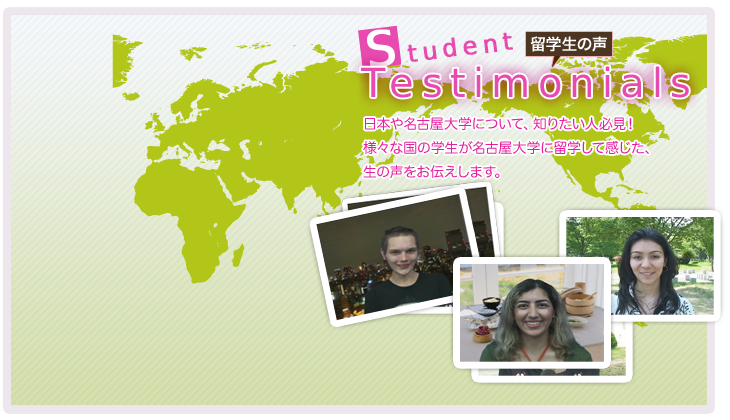 Student
留学生の声
Testimonials
日本や名古屋大学について、知りたい人必見!
様々な国の学生が名古屋大学に留学して感じた、
生の声をお伝えします。